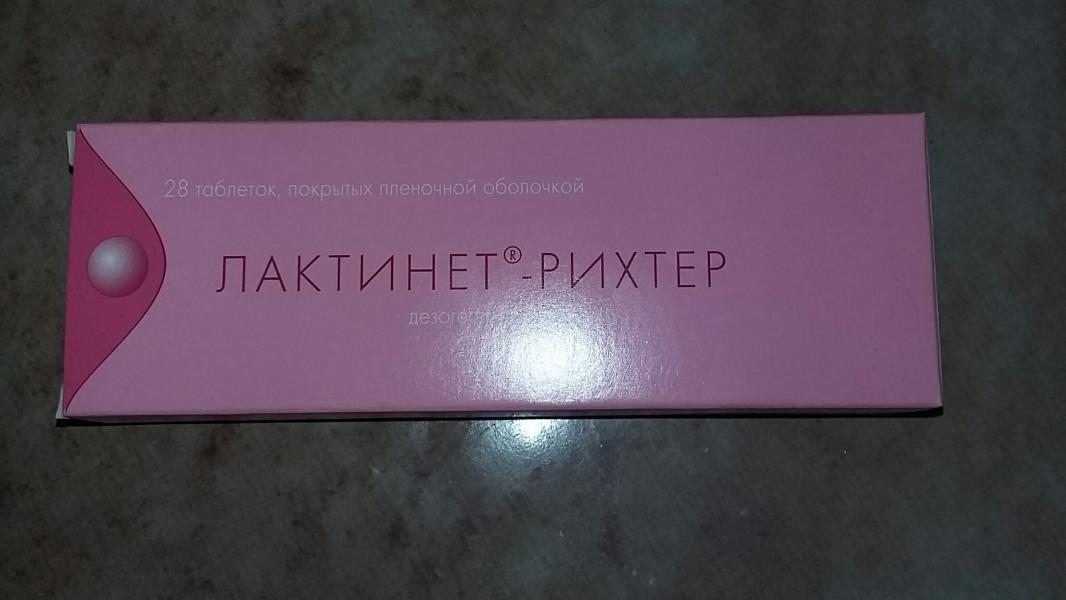 28 таблеток, покрытых пленочной оболочкой
ЛАКТИНЕТ®-РИХТЕР